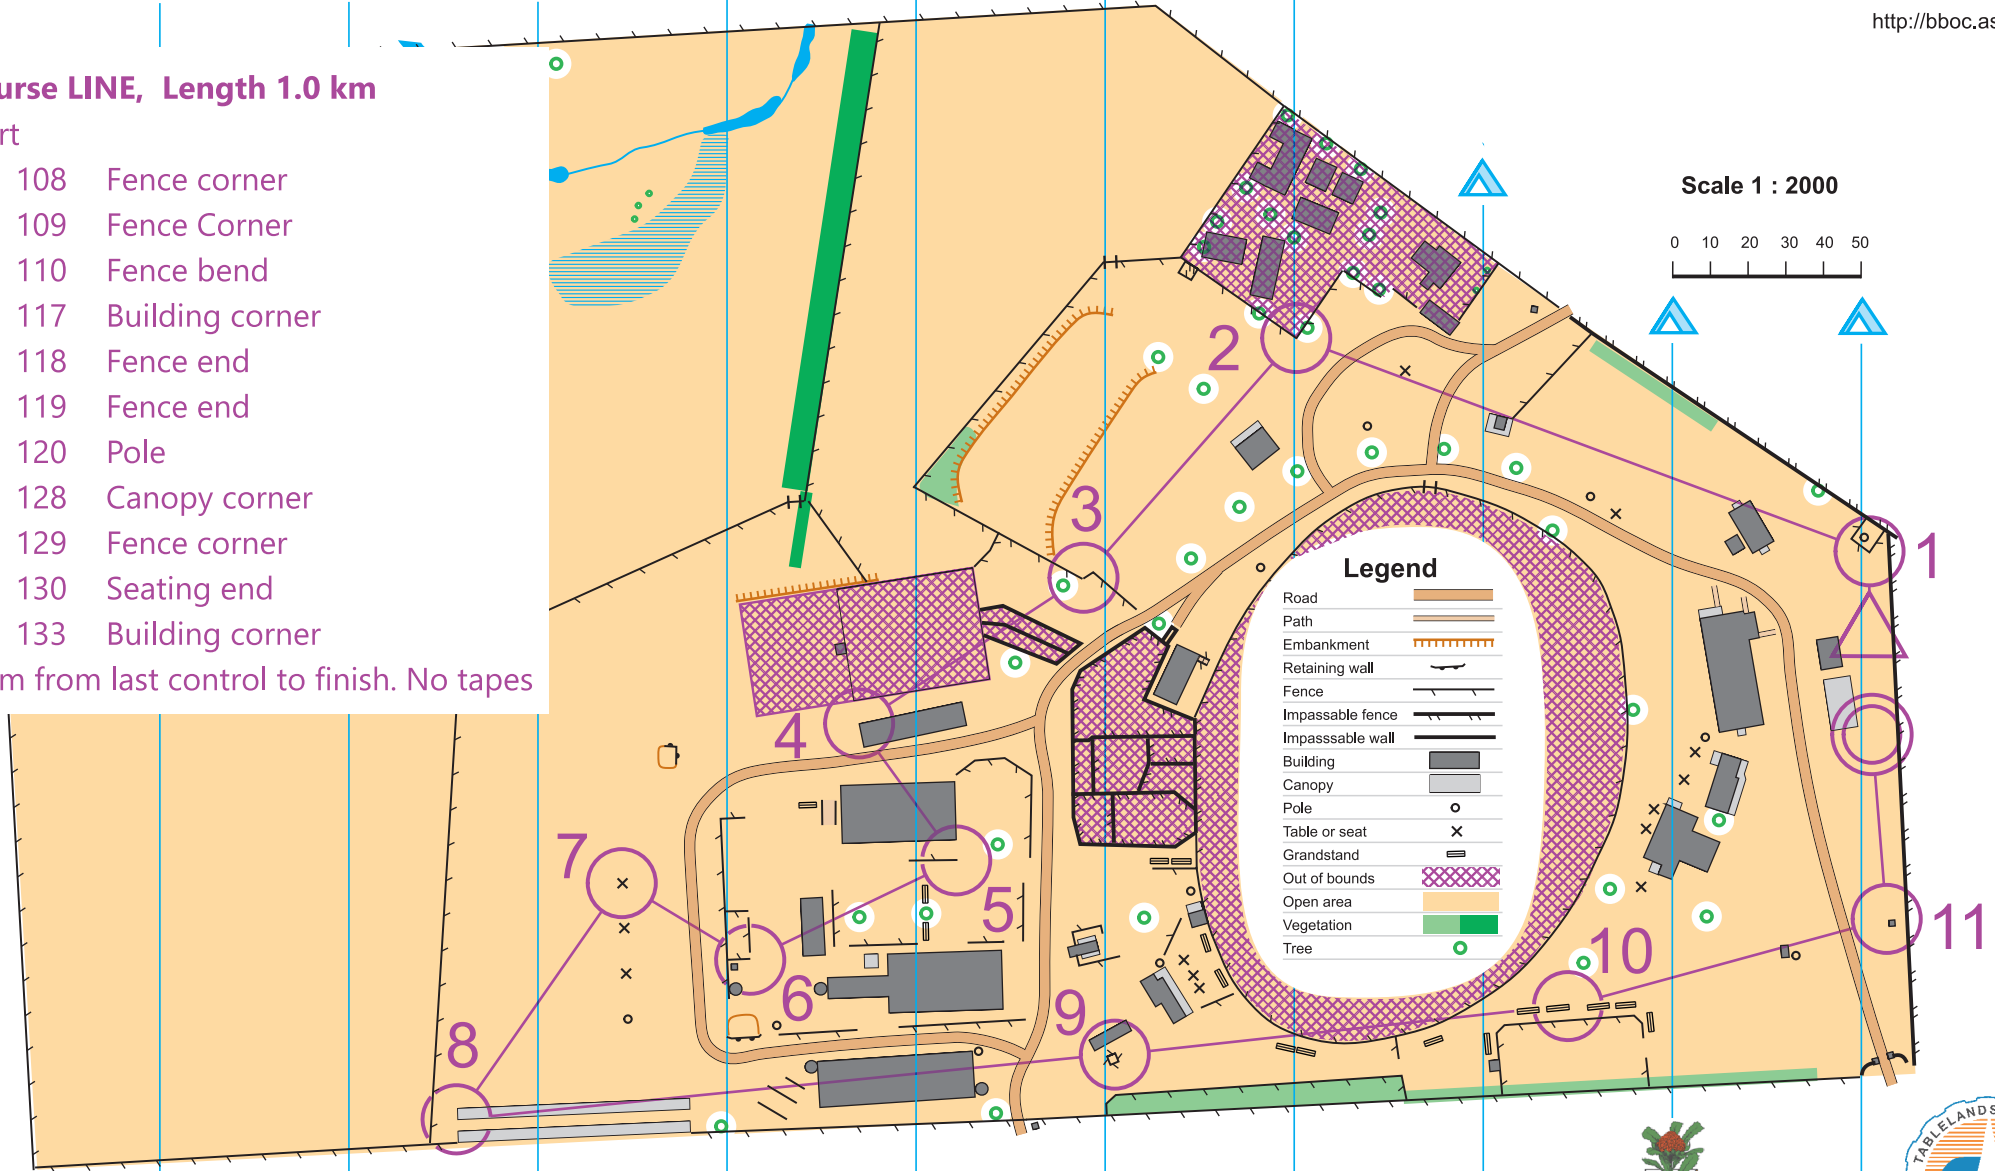 http://bboc.as
urse LINE, Length 1.0 km
rt
108 Fence corner
109 Fence Corner
110 Fence bend
117 Building corner
118 Fence end
119 Fence end
120 Pole
128 Canopy corner
129 Fence corner
130 Seating end
133 Building corner
m from last control to finish. No tapes
Scale 1 : 2000
0 10 20 30 40 50
2
3
1
4
7
5
6
8
9
10
11
Legend
Road
Path
Embankment
Retaining wall
Fence
Impassable fence
Impasssable wall
Building
Canopy
Pole
Table or seat
Grandstand
Out of bounds
Open area
Vegetation
Tree
TABLELANDS